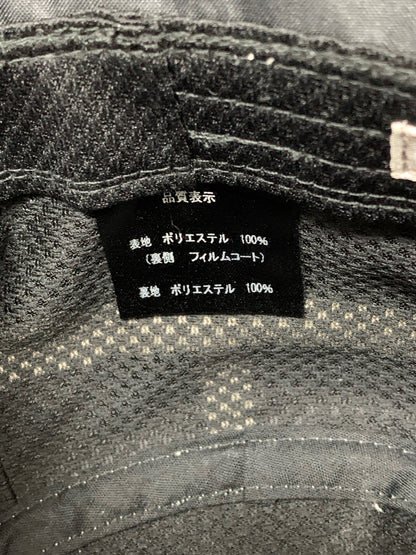 品質表示
表地 ポリエステル 100%
(裏側 フィルムコート)
裏地 ポリエステル 100%